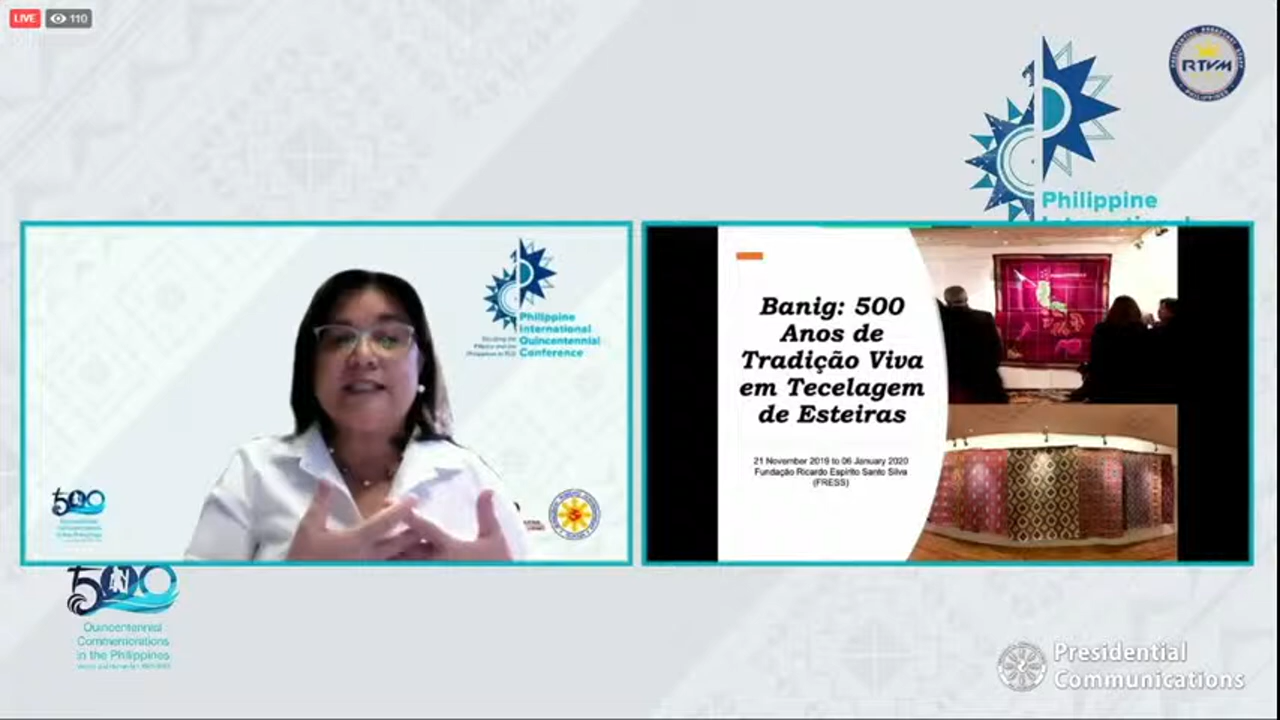 LIVE
110
RTVM
Philippine
Philippine
International
Quincentennial
Conference
500
Banig: 500
Anos de
Tradição Viva
em Tecelagem
de Esteiras
21 November 2019 to 06 January 2020
Fundação Ricardo Espirito Santo Silva
(FRESS)
500
Quincentennial
Commemorations
in the Philippines
Presidential
Communications